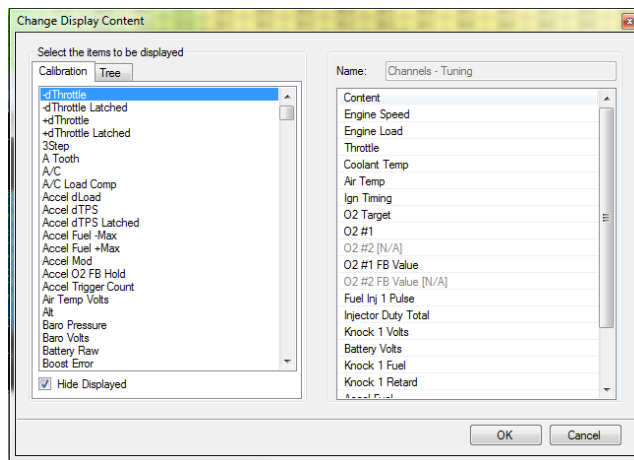 Change Display Content
Select the items to be displayed
Calibration
Tree
-dThrottle
-dThrottle Latched
+dThrottle
+dThrottle Latched
3Step
A Tooth
A/C
A/C Load Comp
Accel dLoad
Accel dTPS
Accel dTPS Latched
Accel Fuel -Max
Accel Fuel +Max
Accel Mod
Accel O2 FB Hold
Accel Trigger Count
Air Temp Volts
Alt
Baro Pressure
Baro Volts
Battery Raw
Boost Error
Hide Displayed
Name: Channels - Tuning
Content
Engine Speed
Engine Load
Throttle
Coolant Temp
Air Temp
Ign Timing
O2 Target
O2 #1
O2 #2 [N/A]
O2 #1 FB Value
O2 #2 FB Value [N/A]
Fuel Inj 1 Pulse
Injector Duty Total
Knock 1 Volts
Battery Volts
Knock 1 Fuel
Knock 1 Retard
Accel Fuel
OK
Cancel